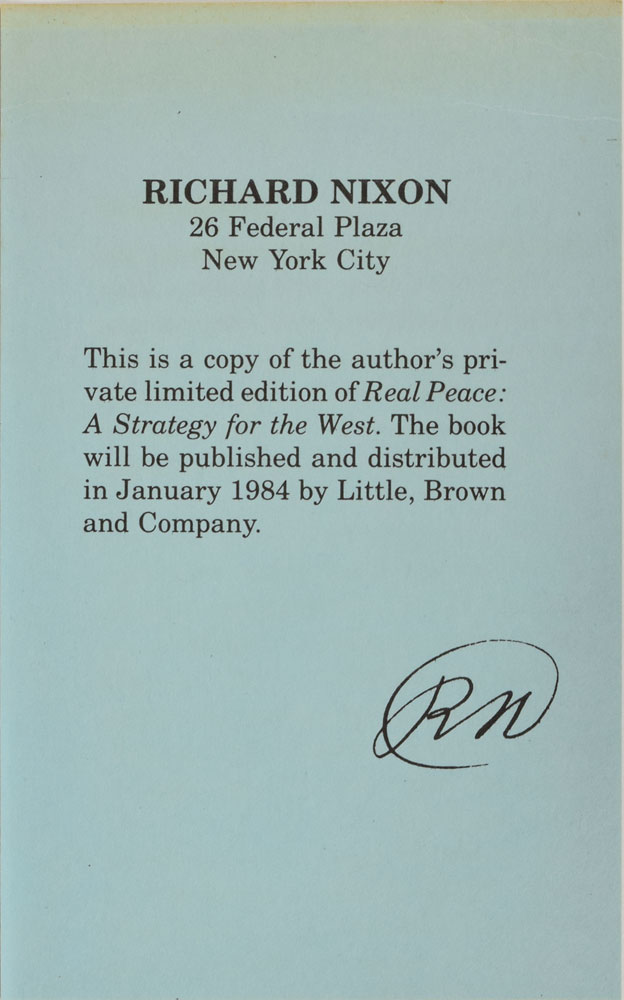 RICHARD NIXON
26 Federal Plaza
New York City
This is a copy of the author's pri-
vate limited edition of Real Peace:
A Strategy for the West. The book
will be published and distributed
in January 1984 by Little, Brown
and Company.
RN